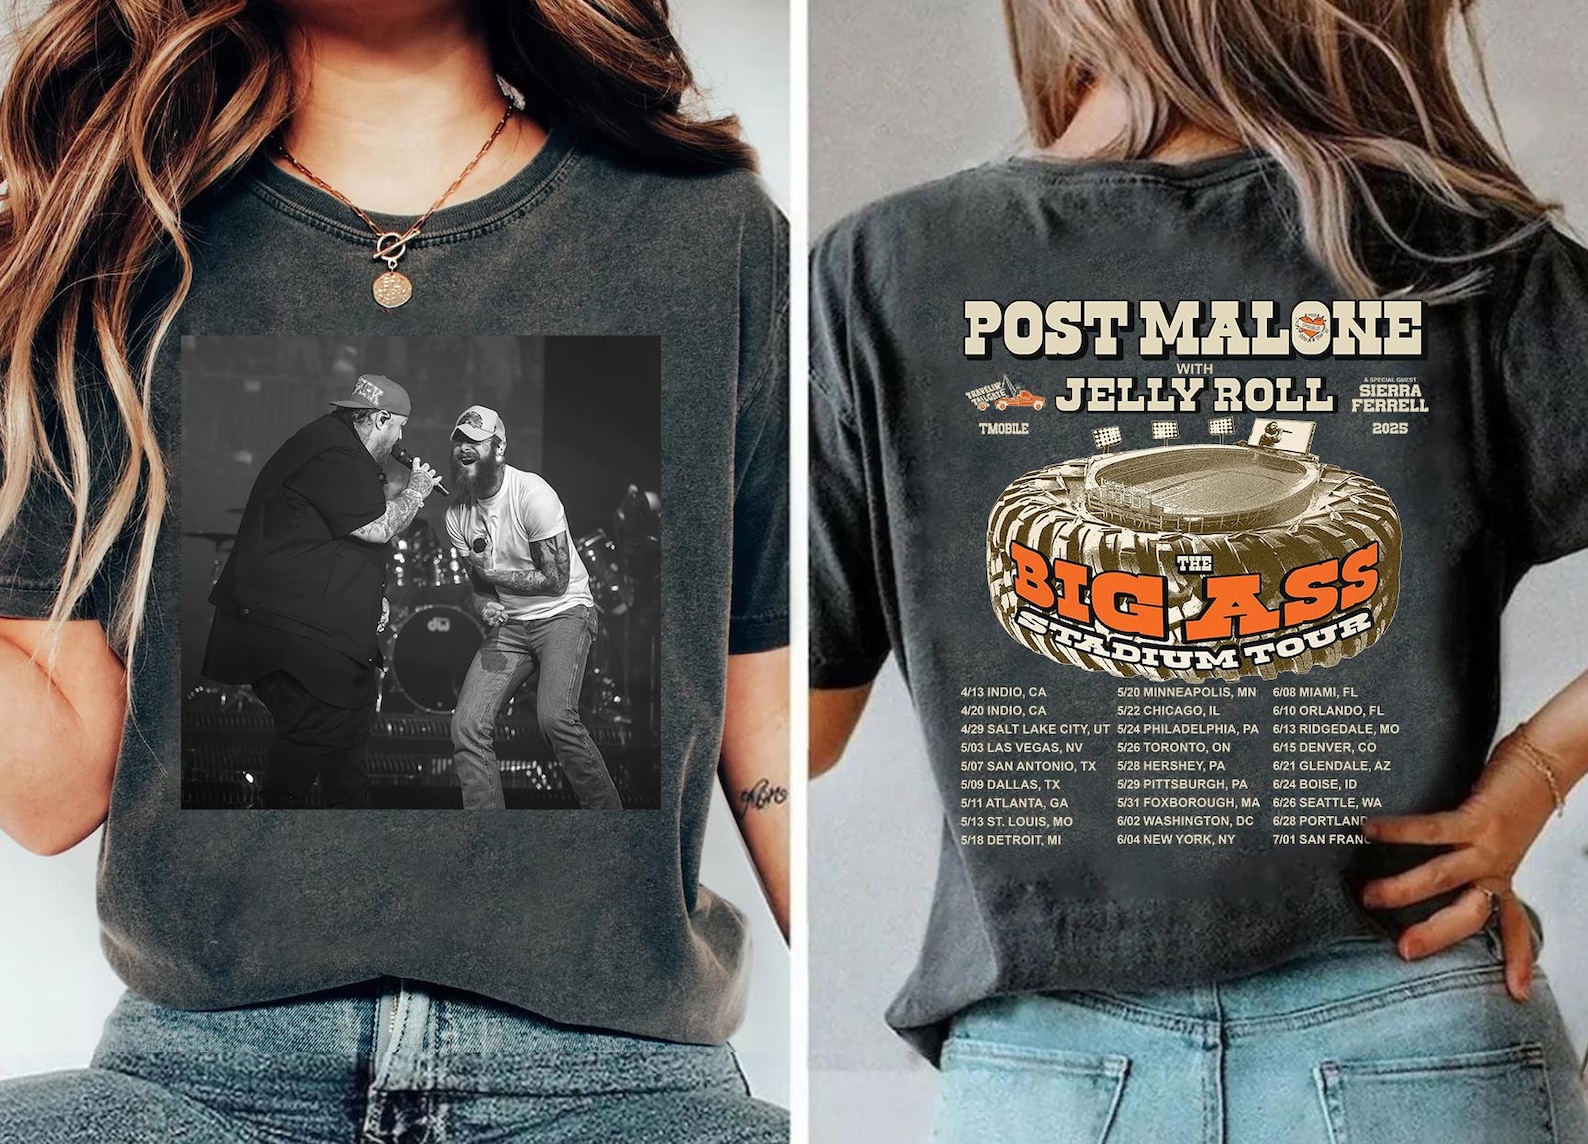 dw
POST MALONE
WITH
JELLY ROLL
TRAVELIN' TAILGATE
TMOBILE
A SPECIAL GUEST
SIERRA
FERRELL
2025
THE
BIG ASS
STADIUM TOUR
4/13 INDIO, CA
4/20 INDIO, CA
4/29 SALT LAKE CITY, UT
5/03 LAS VEGAS, NV
5/07 SAN ANTONIO, TX
5/09 DALLAS, TX
5/11 ATLANTA, GA
5/13 ST. LOUIS, MO
5/18 DETROIT, MI
5/20 MINNEAPOLIS, MN
5/22 CHICAGO, IL
5/24 PHILADELPHIA, PA
5/26 TORONTO, ON
5/28 HERSHEY, PA
5/29 PITTSBURGH, PA
5/31 FOXBOROUGH, MA
6/02 WASHINGTON, DC
6/04 NEW YORK, NY
6/08 MIAMI, FL
6/10 ORLANDO, FL
6/13 RIDGEDALE, MO
6/15 DENVER, CO
6/21 GLENDALE, AZ
6/24 BOISE, ID
6/26 SEATTLE, WA
6/28 PORTLAND
7/01 SAN FRANC